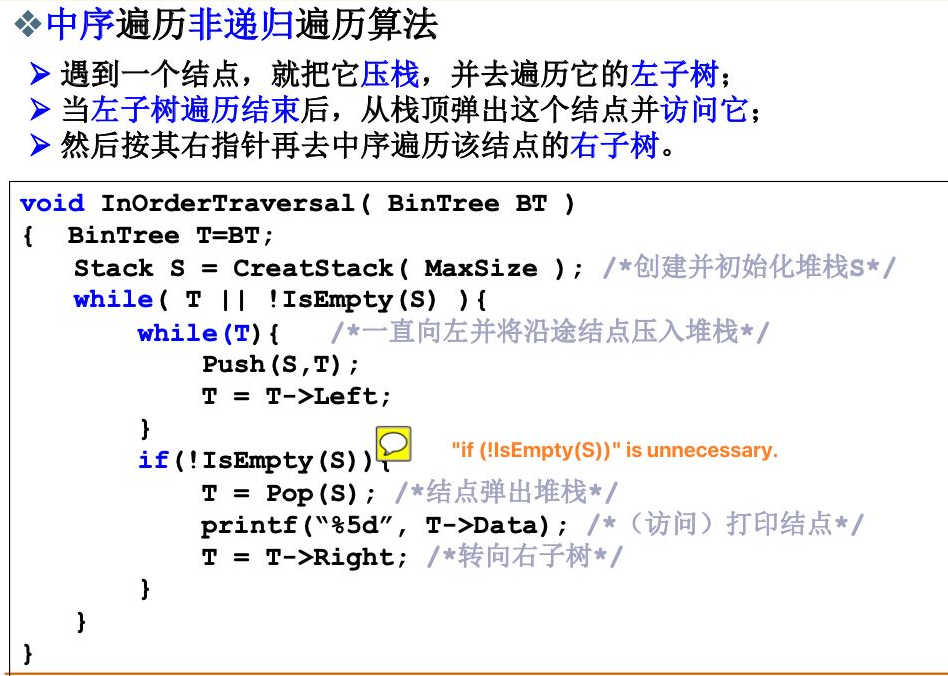 ❖中序遍历非递归遍历算法
➢ 遇到一个结点，就把它压栈，并去遍历它的左子树；
➢ 当左子树遍历结束后，从栈顶弹出这个结点并访问它；
➢ 然后按其右指针再去中序遍历该结点的右子树。
void InOrderTraversal( BinTree BT )
{  BinTree T=BT;
Stack S = CreatStack( MaxSize ); /*创建并初始化堆栈S*/
while( T || !IsEmpty(S) ){
while(T){   /*一直向左并将沿途结点压入堆栈*/
Push(S,T);
T = T->Left;
}
"if (!IsEmpty(S))" is unnecessary.
if(!IsEmpty(S)){
T = Pop(S); /*结点弹出堆栈*/
printf(“%5d”, T->Data); /*（访问）打印结点*/
T = T->Right; /*转向右子树*/
}
}
}